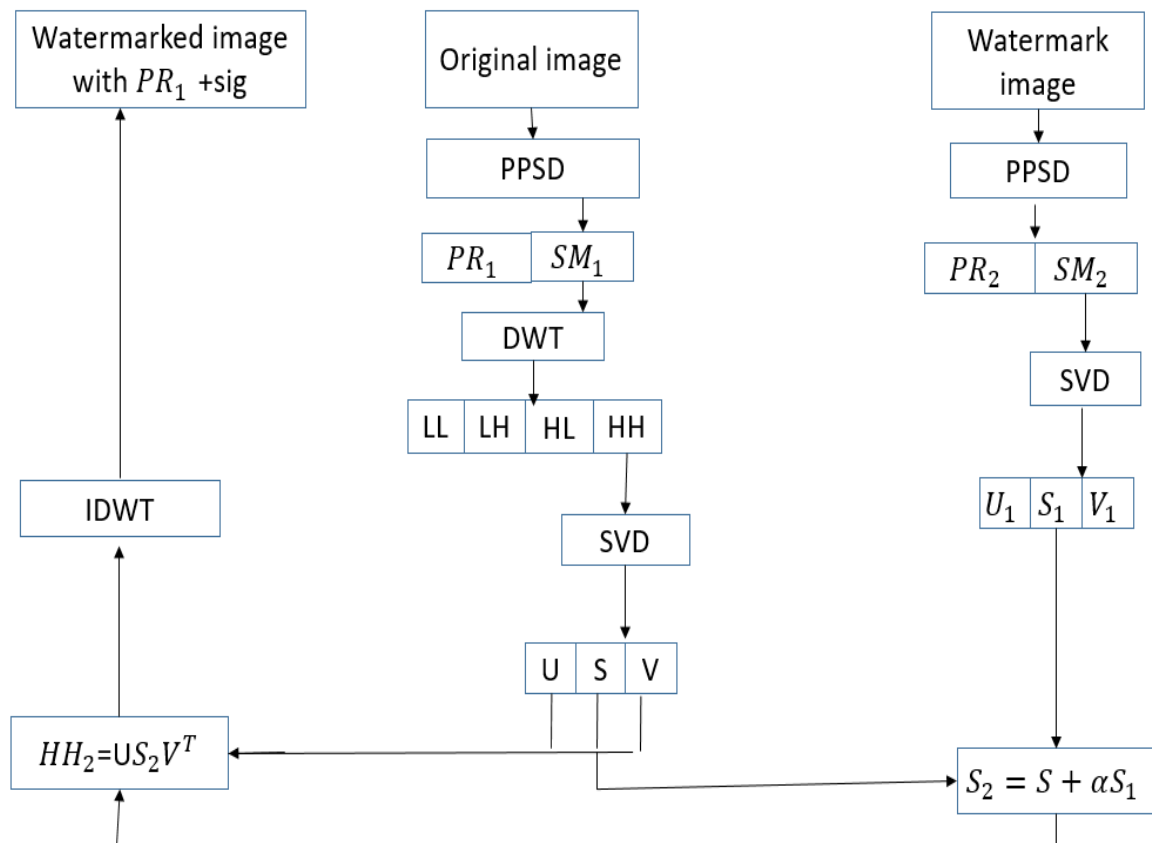 Watermarked image
with PR₁ +sig
Original image
Watermark
image
PPSD
PPSD
PR₁ SM₁
PR₂ SM₂
DWT
SVD
LL LH HL HH
IDWT
U₁ S₁ V₁
SVD
U S V
HH₂=US₂Vᵀ
S₂ = S + αS₁